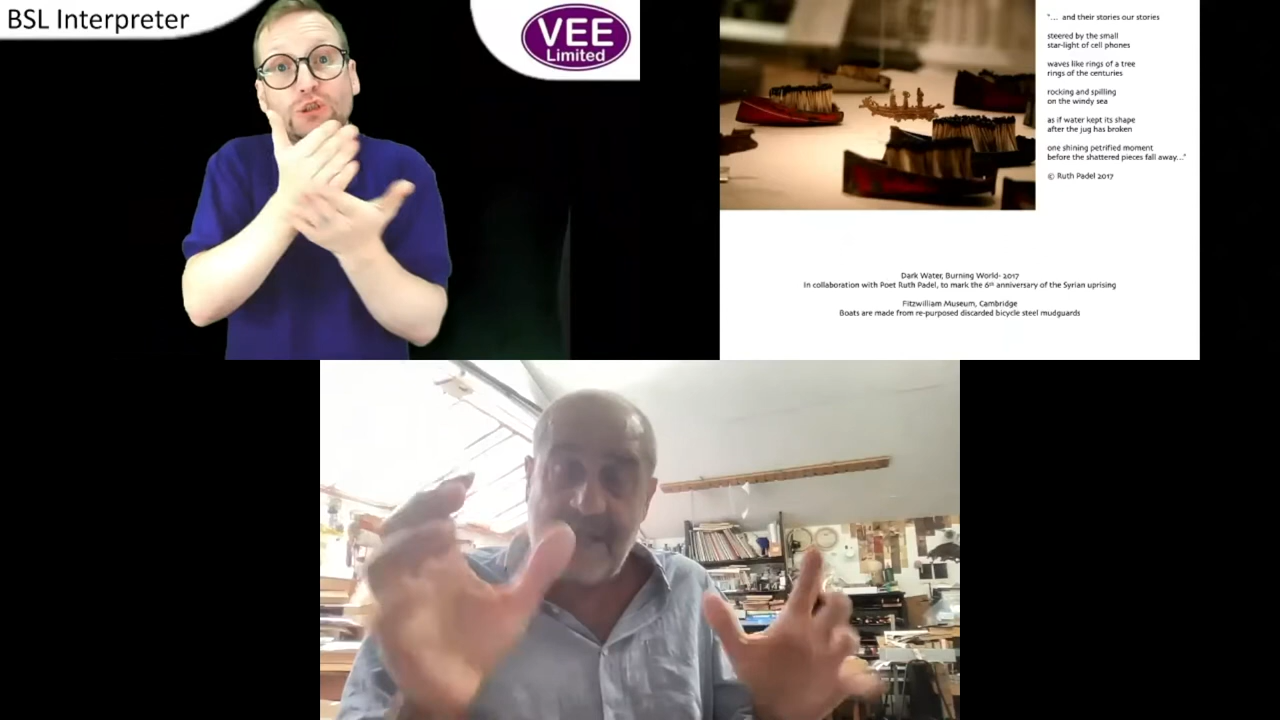 BSL Interpreter
VEE
Limited
"... and their stories our stories
steered by the small
star-light of cell phones
waves like rings of a tree
rings of the centuries
rocking and spilling
on the windy sea
as if water kept its shape
after the jug has broken
one shining petrified moment
before the shattered pieces fall away..."
© Ruth Padel 2017
Dark Water, Burning World- 2017
In collaboration with Poet Ruth Padel, to mark the 6th anniversary of the Syrian uprising
Fitzwilliam Museum, Cambridge
Boats are made from re-purposed discarded bicycle steel mudguards